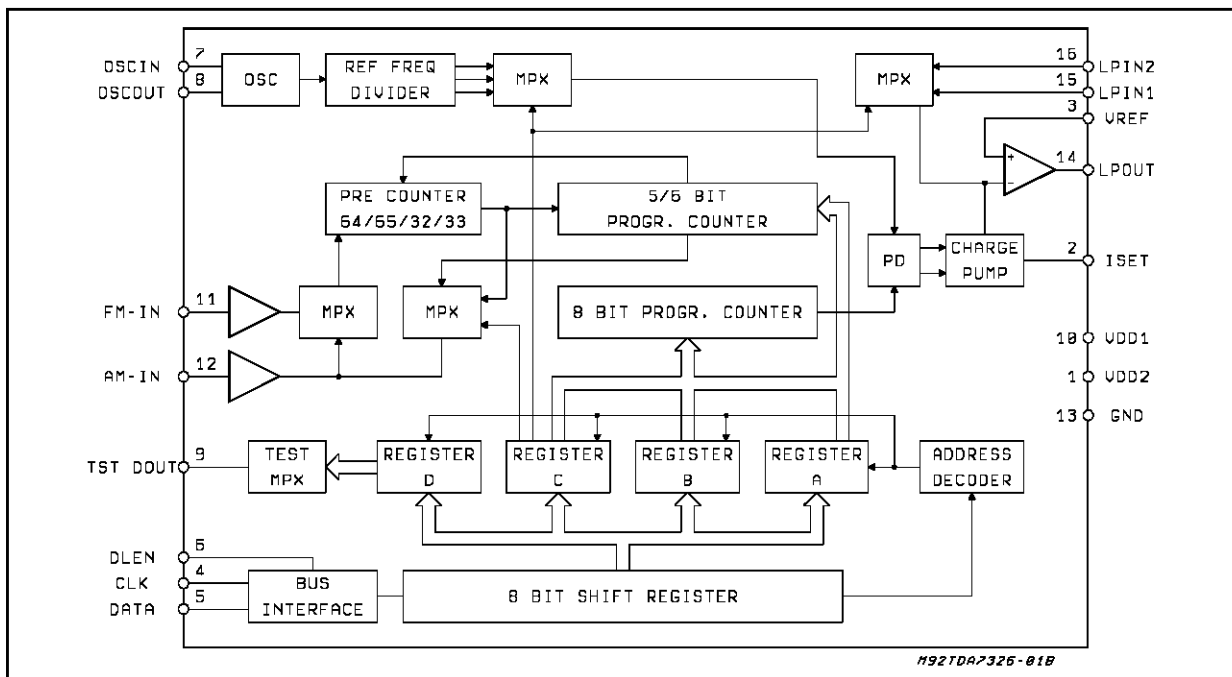 7
OSCIN
8
OSCOUT
OSC
REF FREQ
DIVIDER
MPX
MPX
16
LPIN2
15
LPIN1
3
VREF
+
-
14
LPOUT
PRE COUNTER
64/65/32/33
5/6 BIT
PROGR. COUNTER
PD
CHARGE
PUMP
2
ISET
11
FM-IN
MPX
MPX
8 BIT PROGR. COUNTER
10
VDD1
12
AM-IN
1
VDD2
13
GND
9
TST DOUT
TEST
MPX
REGISTER
D
REGISTER
C
REGISTER
B
REGISTER
A
ADDRESS
DECODER
6
DLEN
4
CLK
5
DATA
BUS
INTERFACE
8 BIT SHIFT REGISTER
M92TDA7326-01B